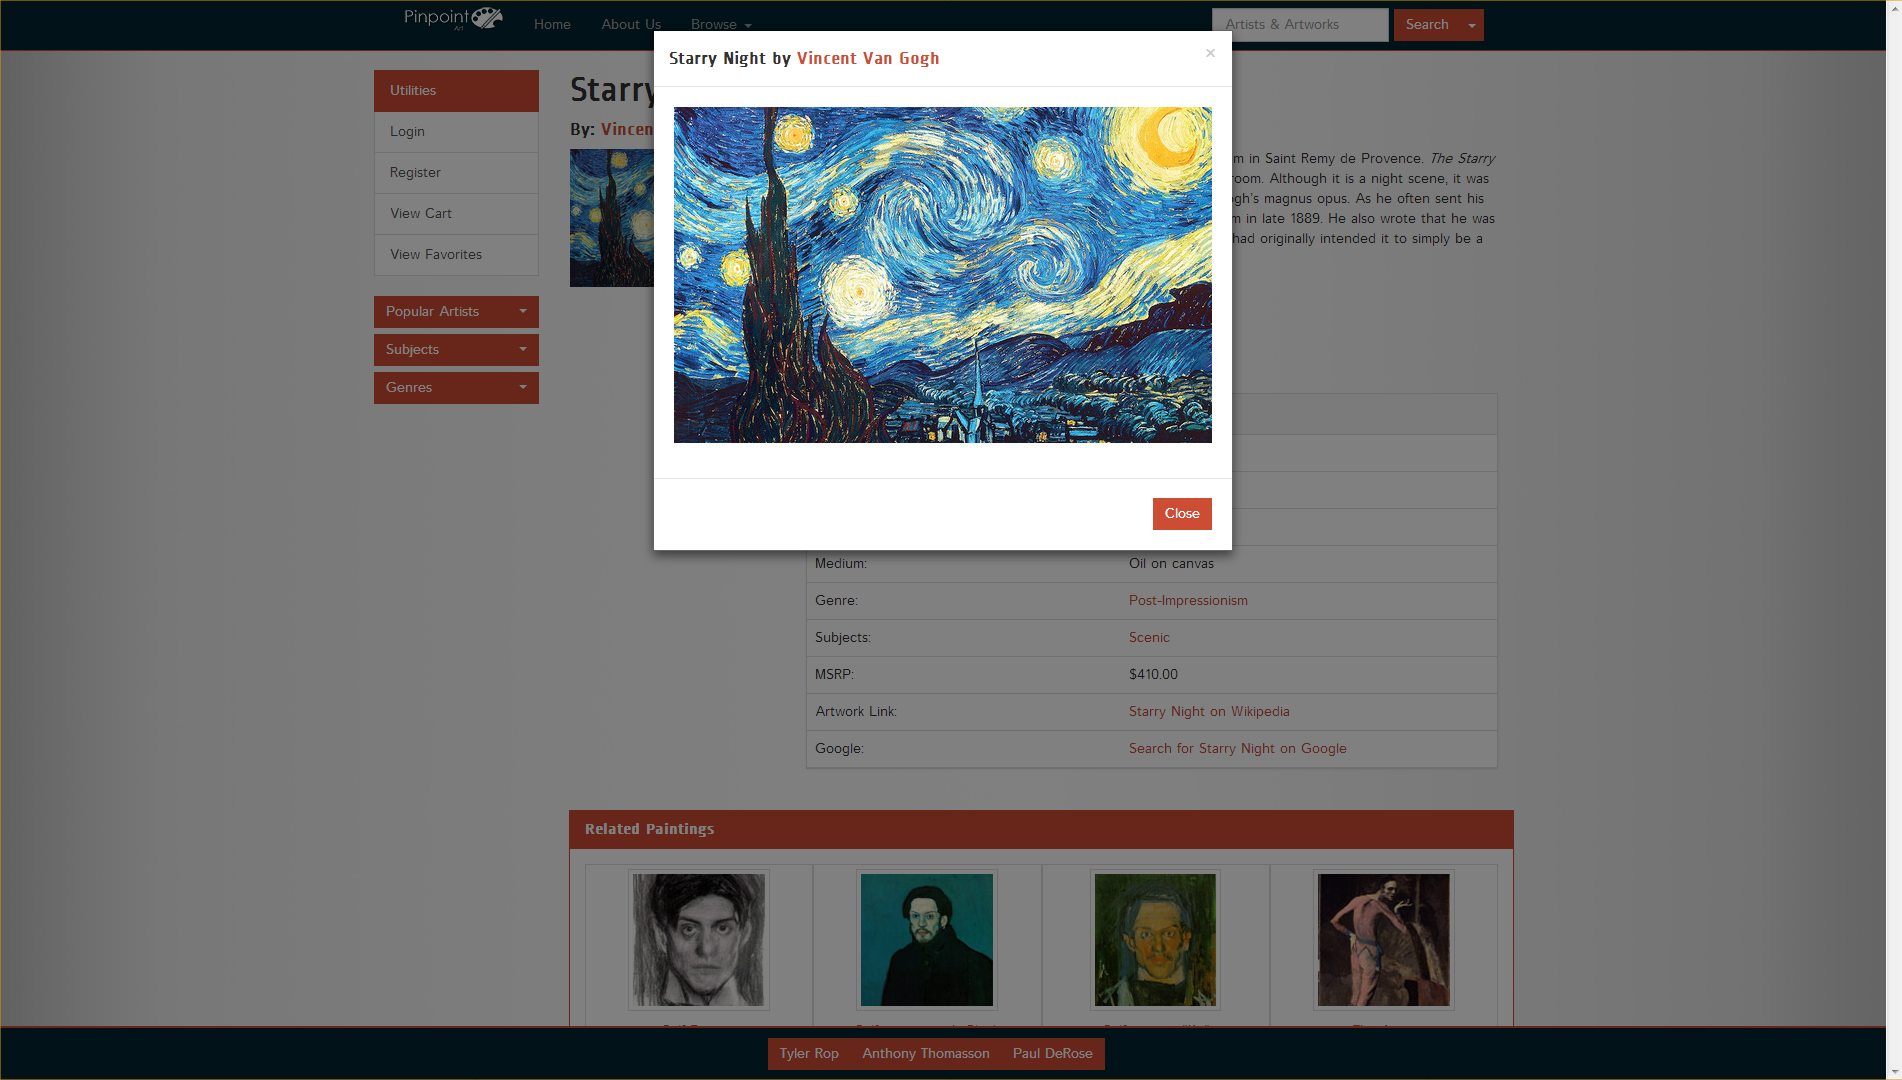 Pinpoint
Art
Home
About Us
Browse
Artists & Artworks
Search
Starry Night by Vincent Van Gogh
×
Utilities
Login
Register
View Cart
View Favorites
Popular Artists
Subjects
Genres
Starry
By: Vincen
m in Saint Remy de Provence. The Starry
room. Although it is a night scene, it was
ogh's magnus opus. As he often sent his
m in late 1889. He also wrote that he was
had originally intended it to simply be a
Close
Medium: Oil on canvas
Genre: Post-Impressionism
Subjects: Scenic
MSRP: $410.00
Artwork Link: Starry Night on Wikipedia
Google: Search for Starry Night on Google
Related Paintings
Tyler Rop
Anthony Thomasson
Paul DeRose